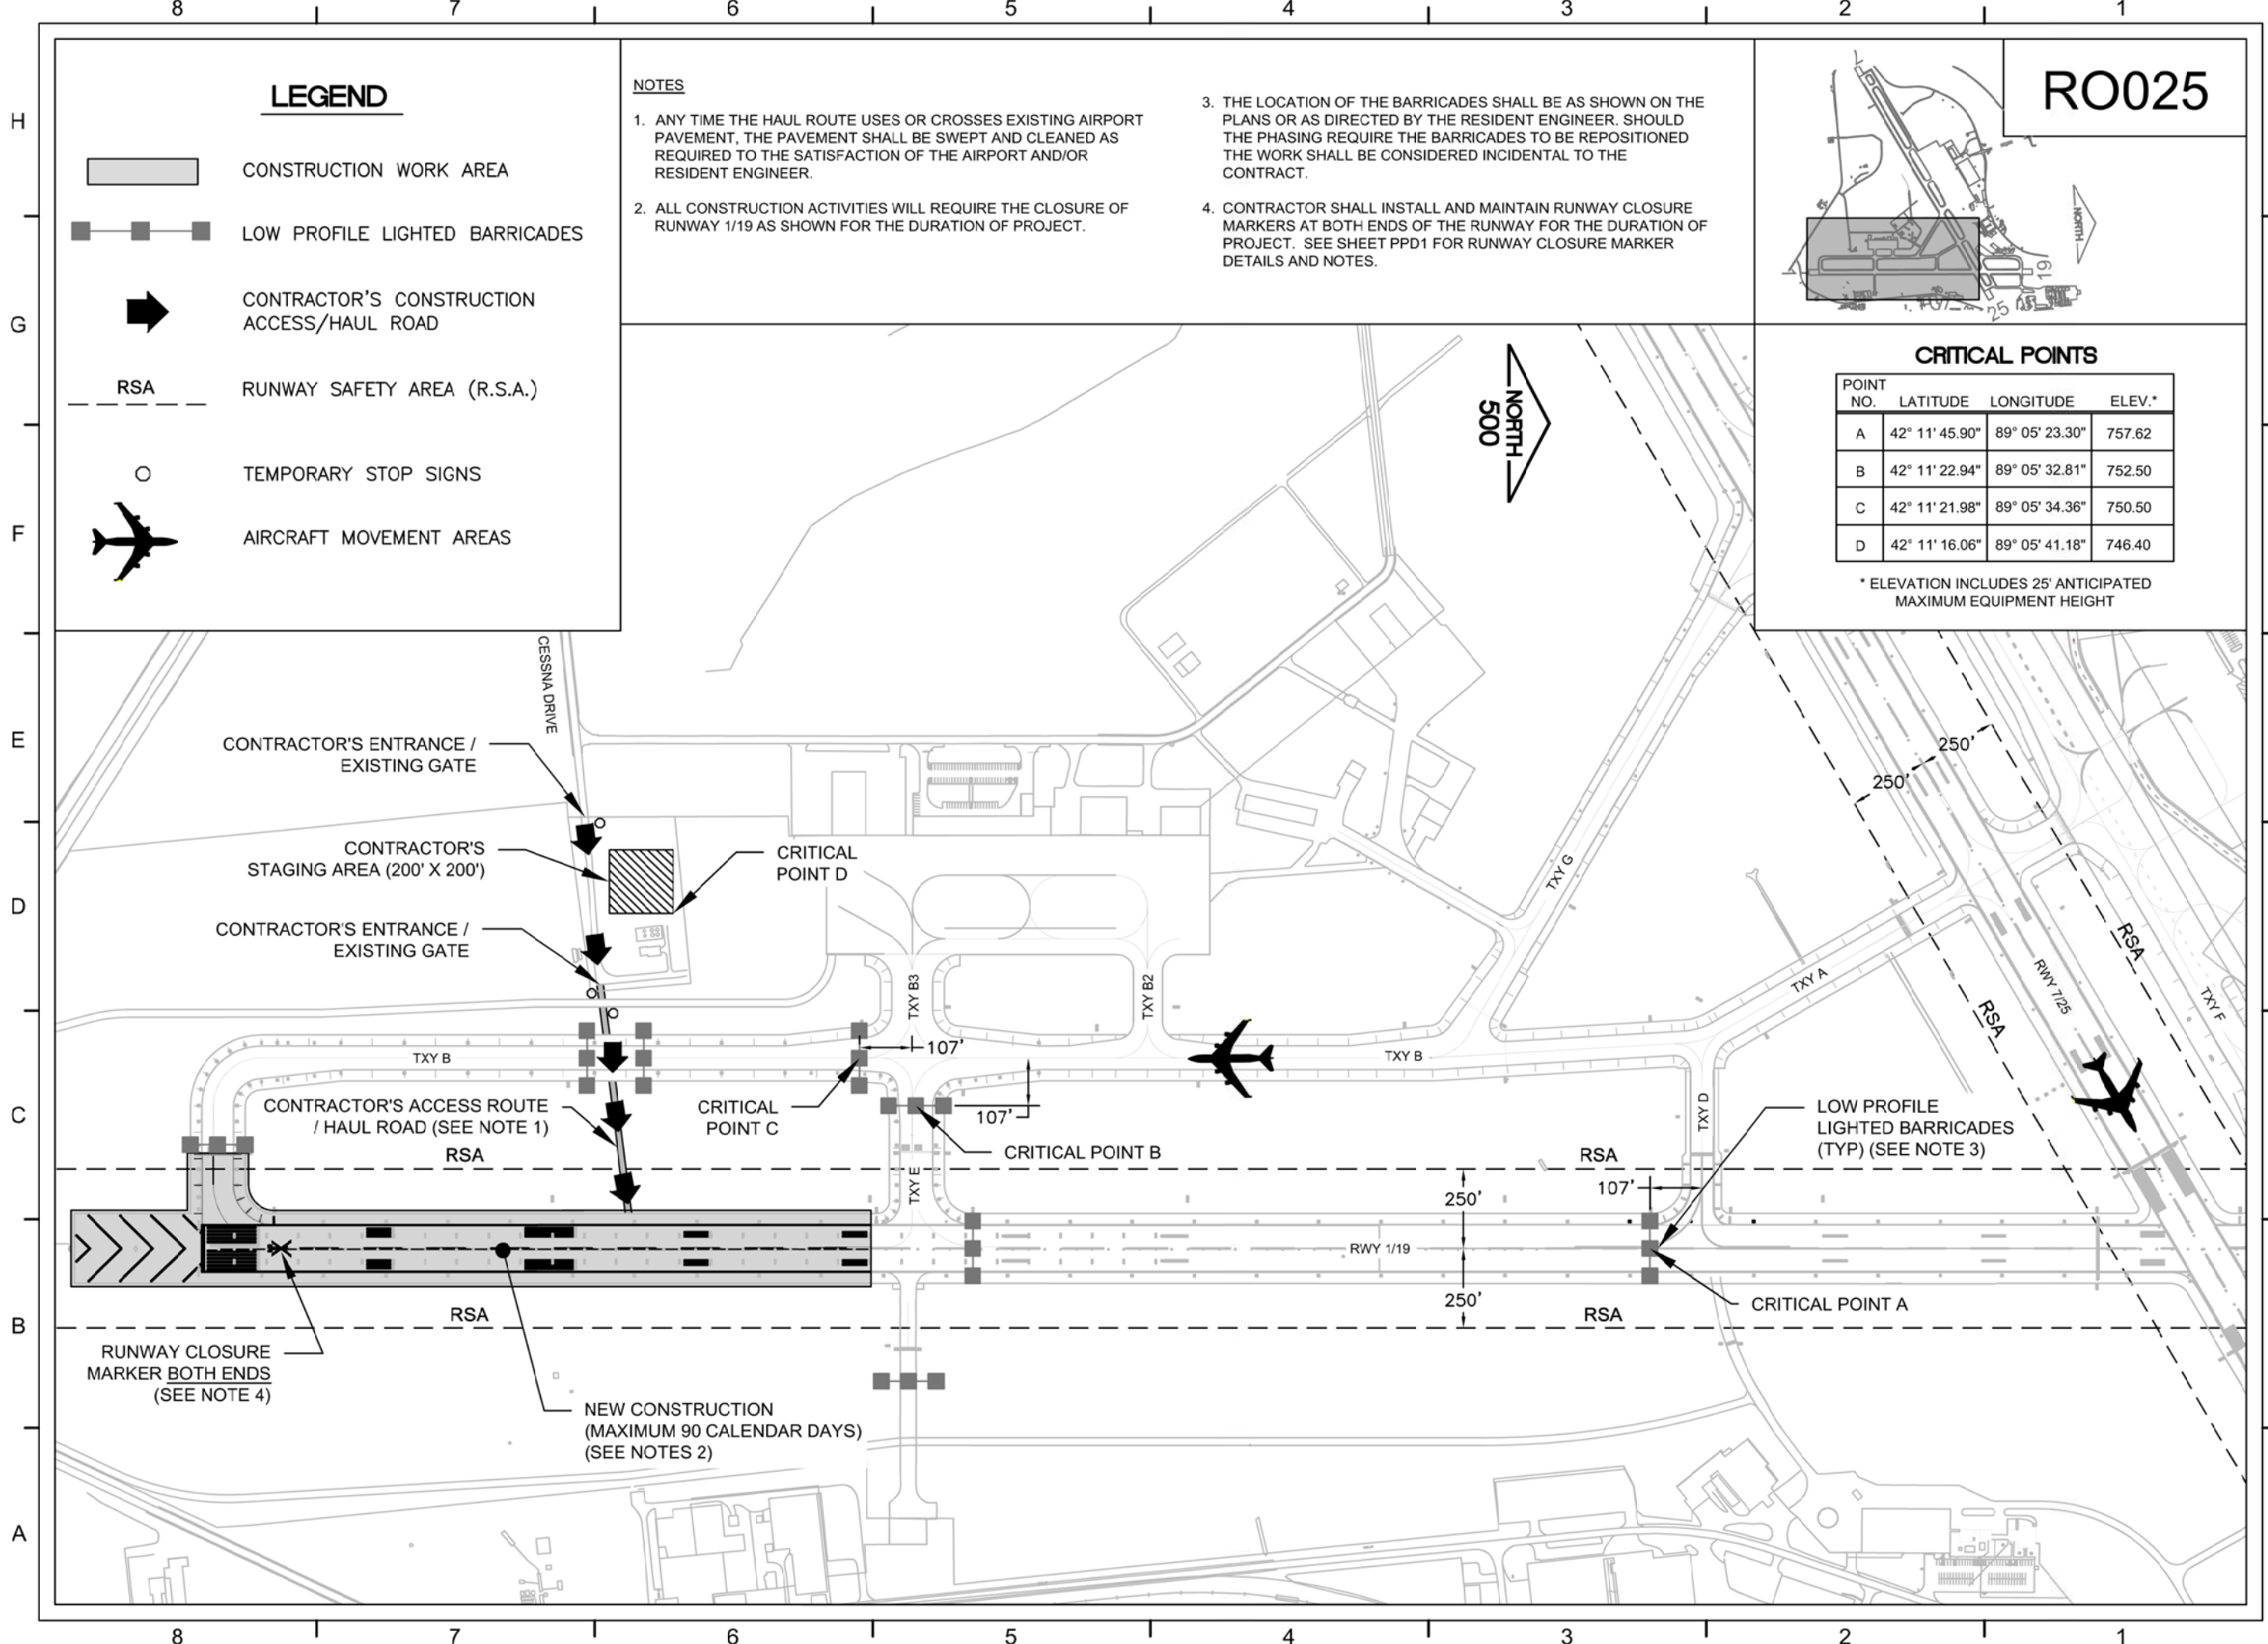 8 7 6 5 4 3 2 1
H
G
F
E
D
C
B
A
LEGEND
CONSTRUCTION WORK AREA
LOW PROFILE LIGHTED BARRICADES
CONTRACTOR'S CONSTRUCTION
ACCESS/HAUL ROAD
RSA
RUNWAY SAFETY AREA (R.S.A.)
TEMPORARY STOP SIGNS
AIRCRAFT MOVEMENT AREAS
NOTES
1. ANY TIME THE HAUL ROUTE USES OR CROSSES EXISTING AIRPORT
PAVEMENT, THE PAVEMENT SHALL BE SWEPT AND CLEANED AS
REQUIRED TO THE SATISFACTION OF THE AIRPORT AND/OR
RESIDENT ENGINEER.
2. ALL CONSTRUCTION ACTIVITIES WILL REQUIRE THE CLOSURE OF
RUNWAY 1/19 AS SHOWN FOR THE DURATION OF PROJECT.
3. THE LOCATION OF THE BARRICADES SHALL BE AS SHOWN ON THE
PLANS OR AS DIRECTED BY THE RESIDENT ENGINEER. SHOULD
THE PHASING REQUIRE THE BARRICADES TO BE REPOSITIONED
THE WORK SHALL BE CONSIDERED INCIDENTAL TO THE
CONTRACT.
4. CONTRACTOR SHALL INSTALL AND MAINTAIN RUNWAY CLOSURE
MARKERS AT BOTH ENDS OF THE RUNWAY FOR THE DURATION OF
PROJECT. SEE SHEET PPD1 FOR RUNWAY CLOSURE MARKER
DETAILS AND NOTES.
RO025
NORTH
19
25
CRITICAL POINTS
POINT
NO. LATITUDE LONGITUDE ELEV.*
A 42° 11' 45.90" 89° 05' 23.30" 757.62
B 42° 11' 22.94" 89° 05' 32.81" 752.50
C 42° 11' 21.98" 89° 05' 34.36" 750.50
D 42° 11' 16.06" 89° 05' 41.18" 746.40
* ELEVATION INCLUDES 25' ANTICIPATED
MAXIMUM EQUIPMENT HEIGHT
NORTH
500
CESSNA DRIVE
CONTRACTOR'S ENTRANCE /
EXISTING GATE
CONTRACTOR'S
STAGING AREA (200' X 200')
CRITICAL
POINT D
CONTRACTOR'S ENTRANCE /
EXISTING GATE
250'
250'
TXY G
RSA
RWY 7/25
TXY F
TXY A
RSA
TXY B3
TXY B2
107'
TXY B
TXY B
CONTRACTOR'S ACCESS ROUTE
/ HAUL ROAD (SEE NOTE 1)
CRITICAL
POINT C
107'
CRITICAL POINT B
TXY D
LOW PROFILE
LIGHTED BARRICADES
(TYP) (SEE NOTE 3)
RSA
RSA
TXY E
250'
107'
RWY 1/19
250'
CRITICAL POINT A
RSA
RSA
RUNWAY CLOSURE
MARKER BOTH ENDS
(SEE NOTE 4)
NEW CONSTRUCTION
(MAXIMUM 90 CALENDAR DAYS)
(SEE NOTES 2)
8 7 6 5 4 3 2 1